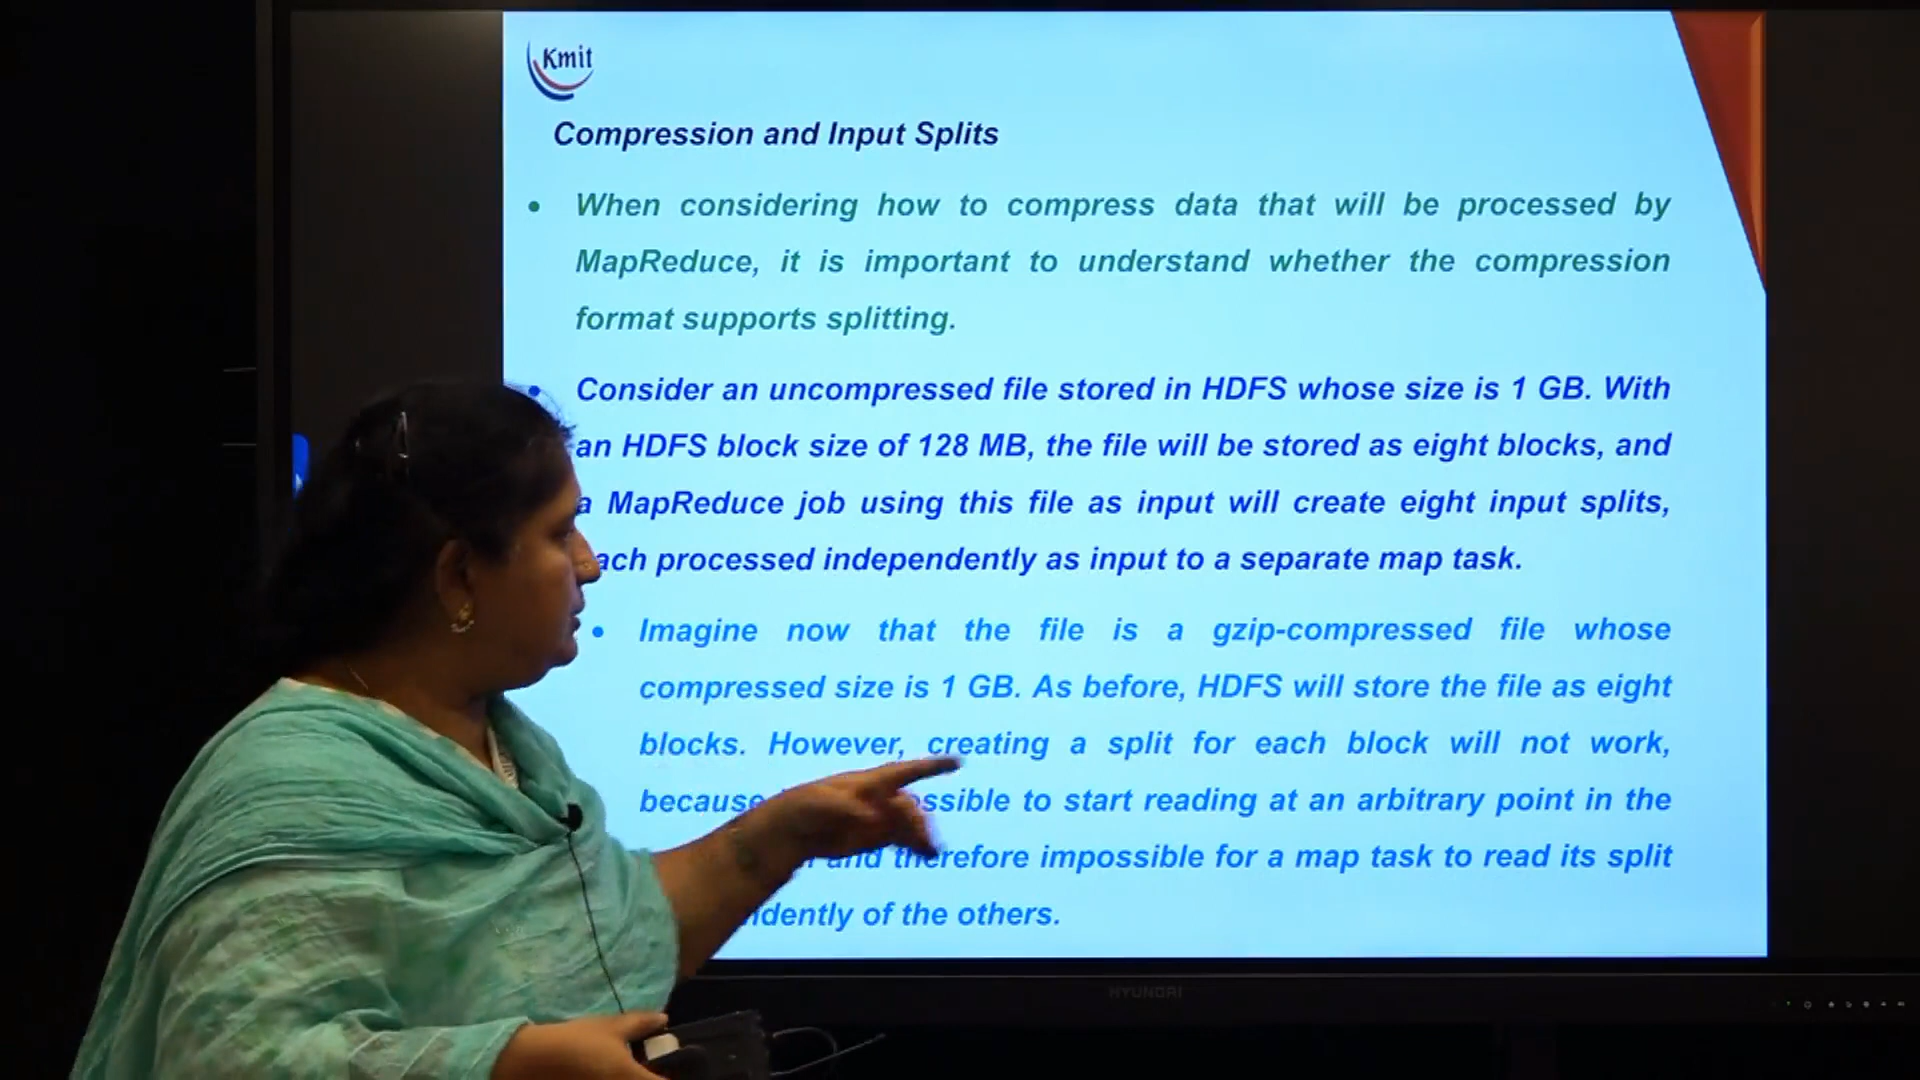 Kmit
Compression and Input Splits
• When considering how to compress data that will be processed by
MapReduce, it is important to understand whether the compression
format supports splitting.
• Consider an uncompressed file stored in HDFS whose size is 1 GB. With
an HDFS block size of 128 MB, the file will be stored as eight blocks, and
a MapReduce job using this file as input will create eight input splits,
ach processed independently as input to a separate map task.
• Imagine now that the file is a gzip-compressed file whose
compressed size is 1 GB. As before, HDFS will store the file as eight
blocks. However, creating a split for each block will not work,
because ossible to start reading at an arbitrary point in the
and therefore impossible for a map task to read its split
dently of the others.
HYUNDAI